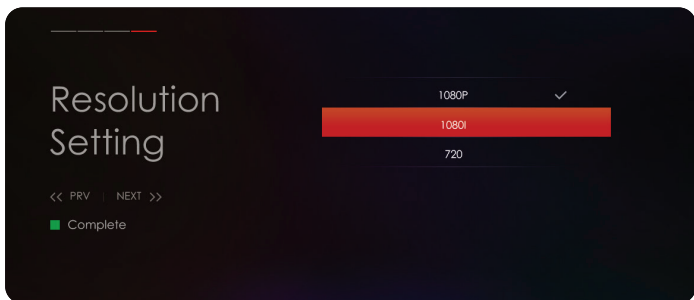 Resolution
Setting
<< PRV | NEXT >>
Complete
1080P
1080I
720